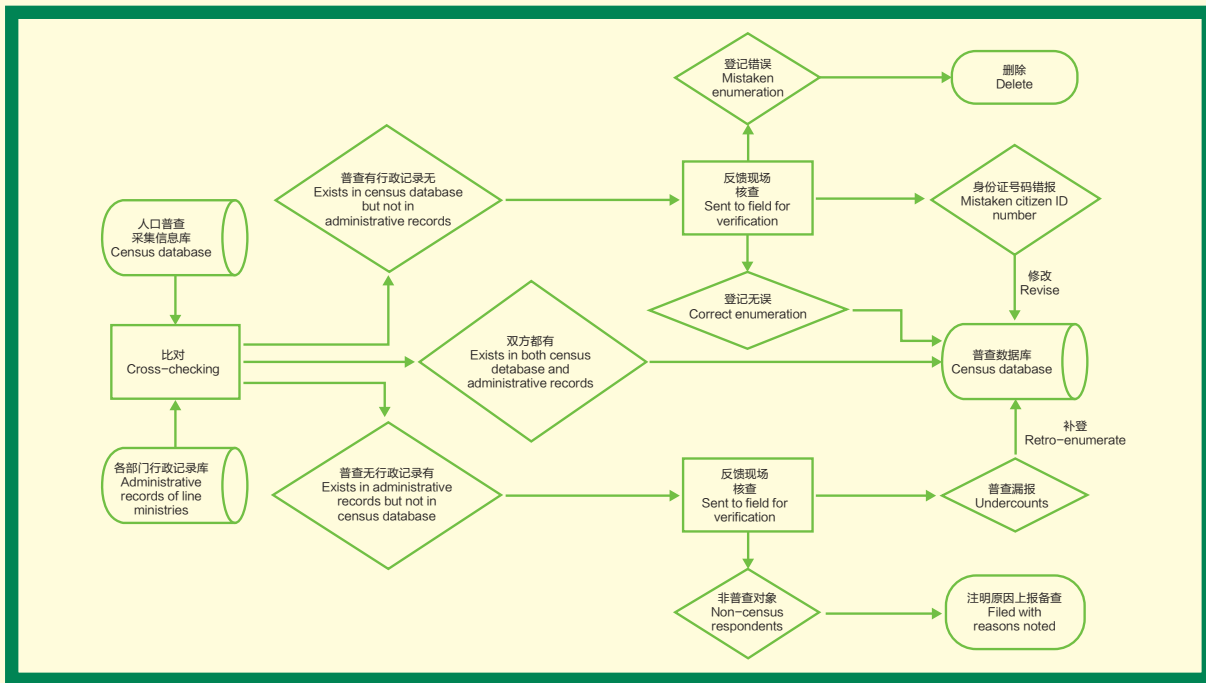 登记错误
Mistaken
enumeration
删除
Delete
普查有行政记录无
Exists in census database
but not in
administrative records
反馈现场
核查
Sent to field for
verification
身份证号码错报
Mistaken citizen ID
number
人口普查
采集信息库
Census database
修改
Revise
登记无误
Correct enumeration
比对
Cross-checking
双方都有
Exists in both census
detabase and
administrative records
普查数据库
Census database
补登
Retro-enumerate
各部门行政记录库
Administrative
records of line
ministries
普查无行政记录有
Exists in administrative
records but not in
census database
反馈现场
核查
Sent to field for
verification
普查漏报
Undercounts
非普查对象
Non-census
respondents
注明原因上报备查
Filed with
reasons noted